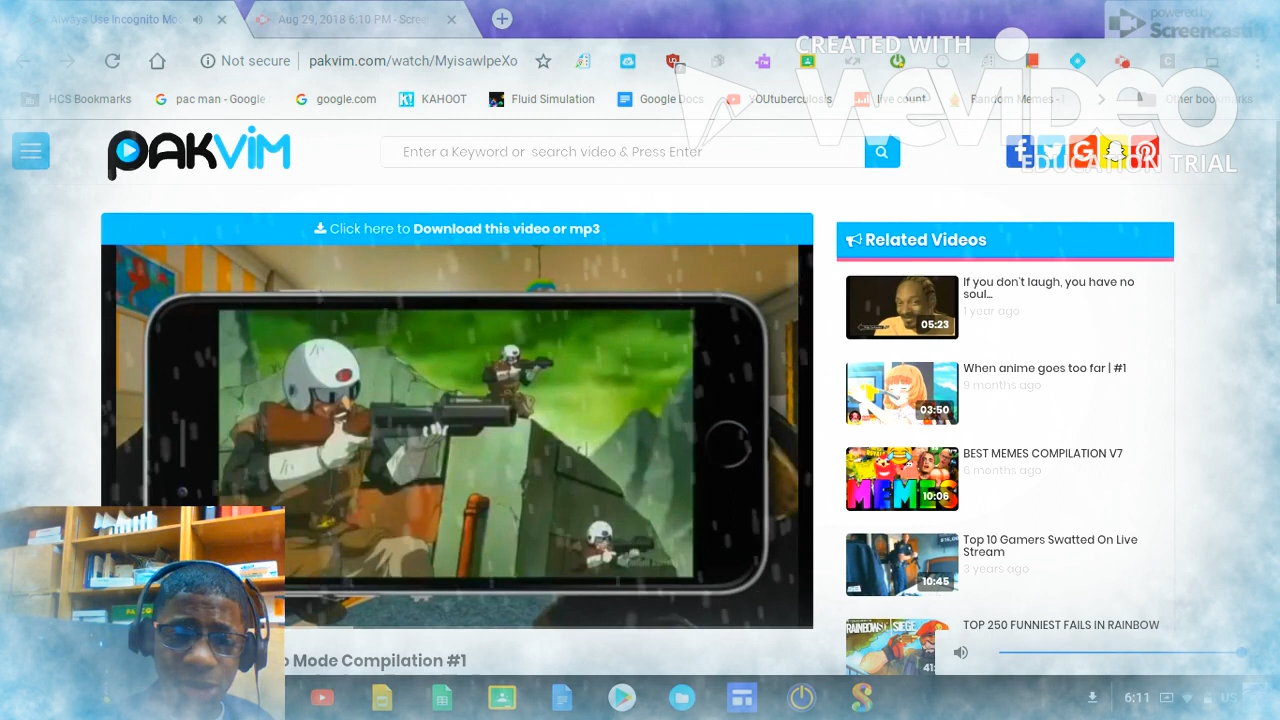 Always Use Incognito Mo
Aug 29, 2018 6:10 PM - Scree
powered by
Screencastify
CREATED WITH
WeVideo
EDUCATION TRIAL
Not secure
pakvim.com/watch/MyisawIpeXo
HCS Bookmarks
pac man - Google
google.com
KAHOOT
Fluid Simulation
Google Docs
YOUtuberculosis
live count
Random Memes - I
Other bookmarks
PAKVIM
Enter a Keyword or search video & Press Enter
Click here to Download this video or mp3
Related Videos
If you don't laugh, you have no
soul...
1 year ago
05:23
When anime goes too far | #1
9 months ago
03:50
BEST MEMES COMPILATION V7
6 months ago
MEMES
10:06
Top 10 Gamers Swatted On Live
Stream
3 years ago
10:45
TOP 250 FUNNIEST FAILS IN RAINBOW
RAINBOW
SIEGE
41:
o Mode Compilation #1
6:11
US